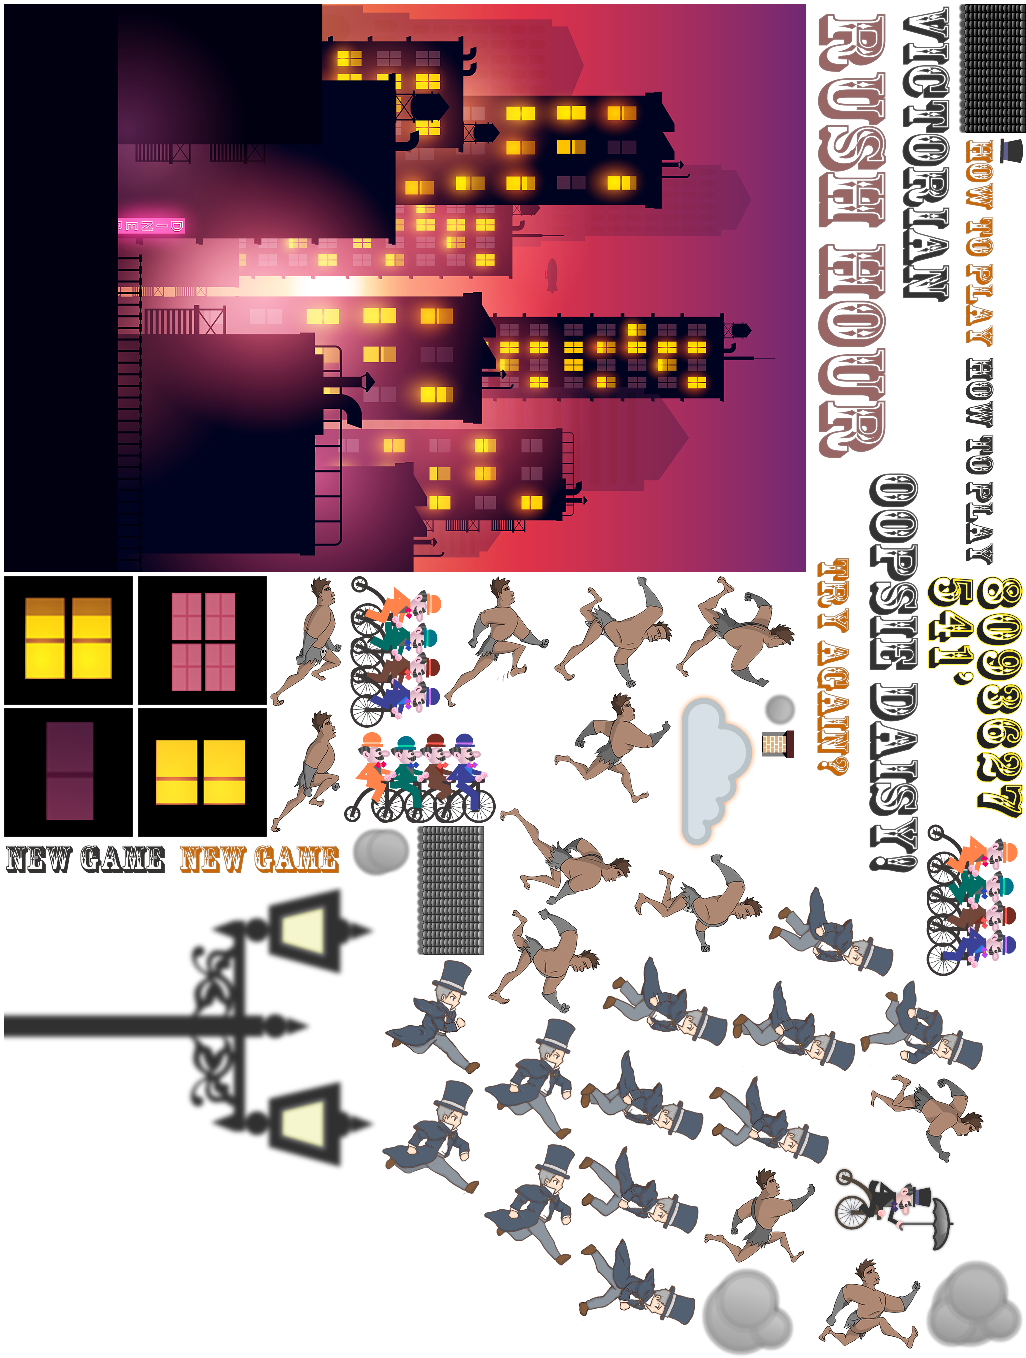 VICTORIAN
RUSH HOUR
HOW TO PLAY
HOW TO PLAY
DINER
OOPSIE DAISY!
TRY AGAIN?
8093627
541'
NEW GAME
NEW GAME